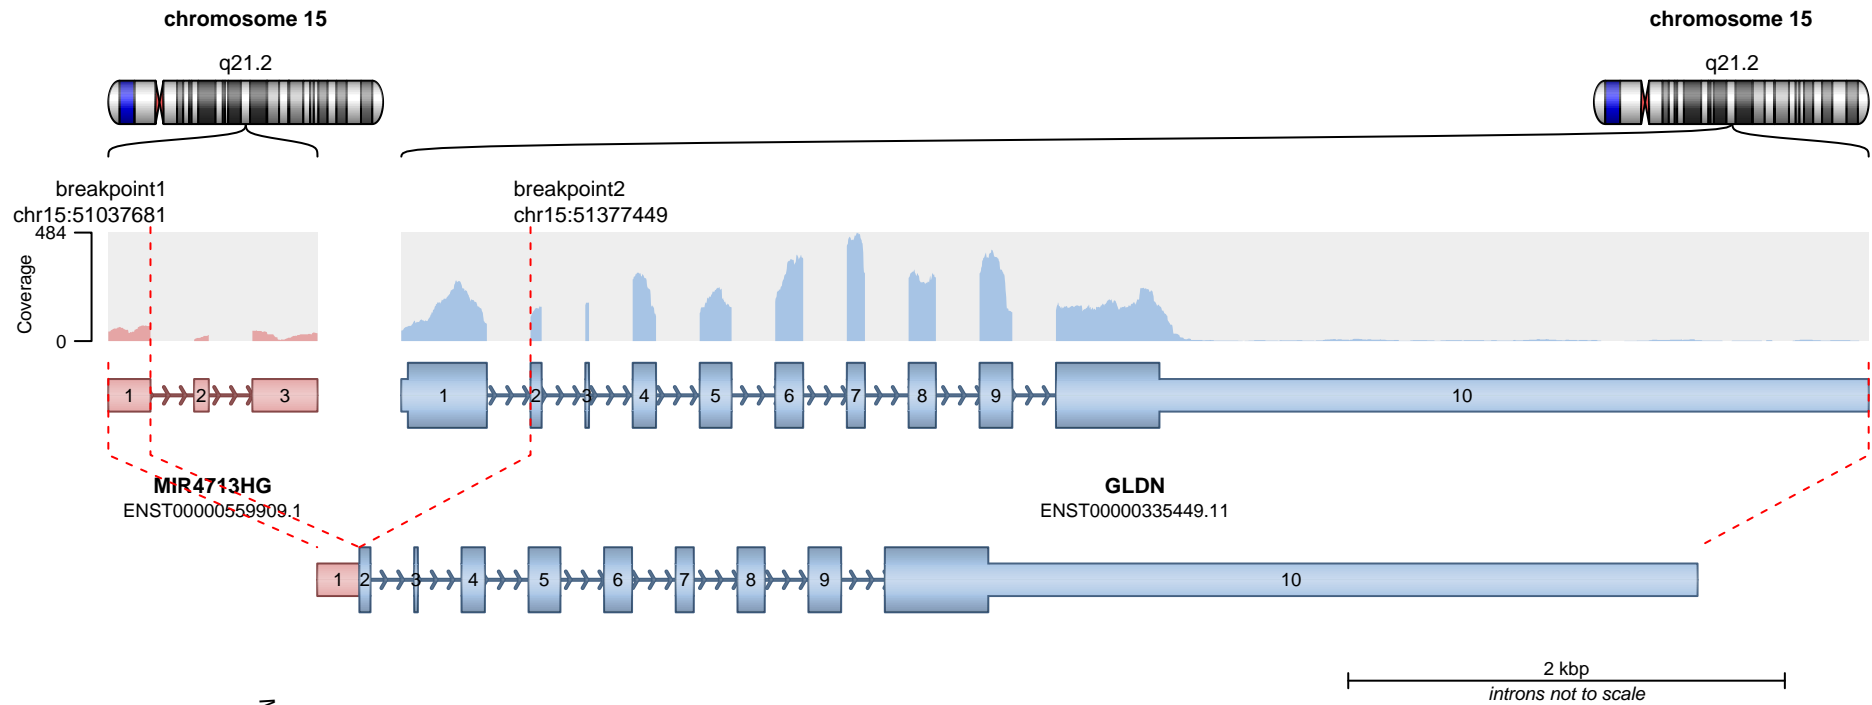 chromosome 15
chromosome 15
q21.2
q21.2
breakpoint1
chr15:51037681
breakpoint2
chr15:51377449
484
Coverage
0
1 2 3
1 2 3 4 5 6 7 8 9 10
MIR4713HG
ENST00000559909.1
GLDN
ENST00000335449.11
1 2 3 4 5 6 7 8 9 10
2 kbp
introns not to scale